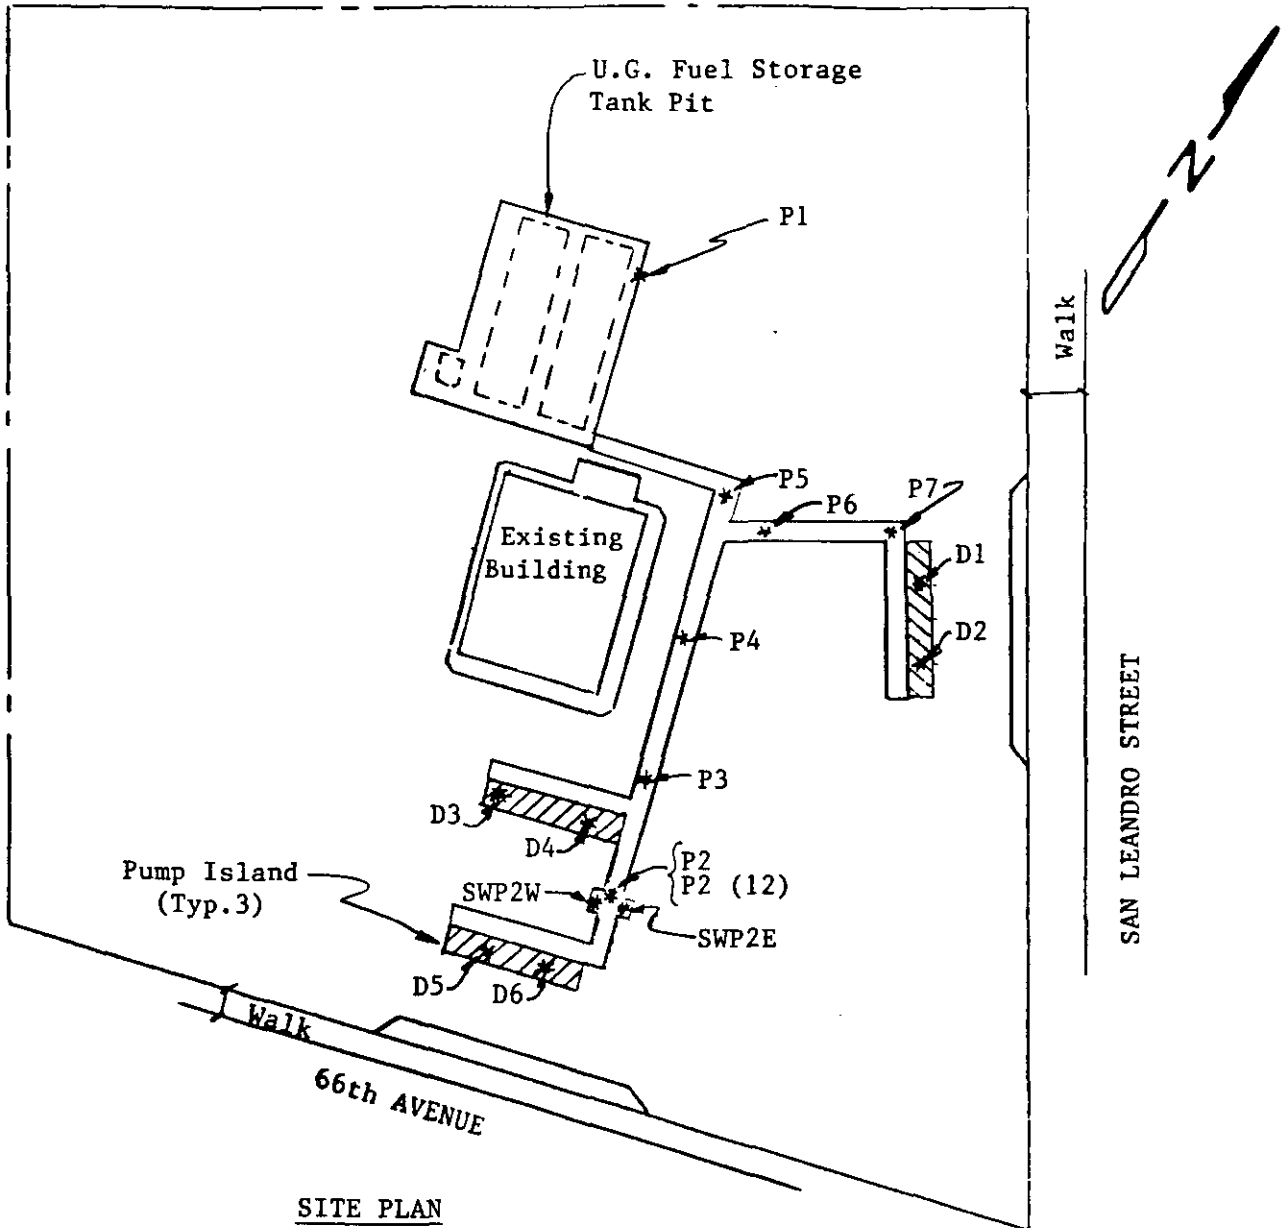 U.G. Fuel Storage
Tank Pit
N
P1
Walk
P5
P6
P7
Existing
Building
D1
D2
P4
P3
D3
D4
P2
P2 (12)
Pump Island
(Typ.3)
SWP2W
SWP2E
D5
D6
SAN LEANDRO STREET
Walk
66th AVENUE
SITE PLAN